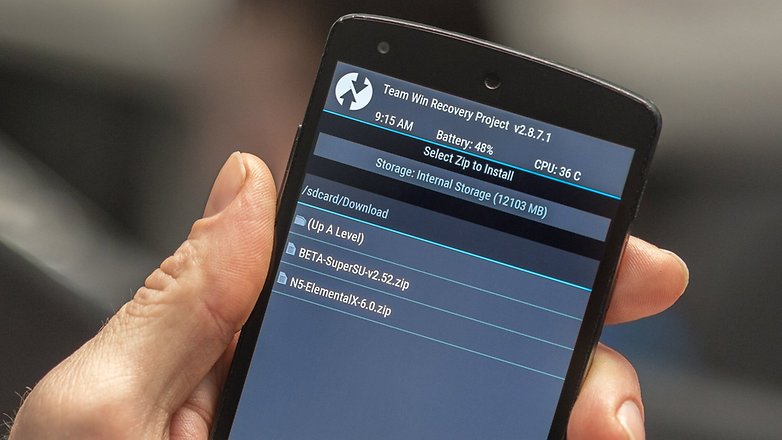 Team Win Recovery Project v2.8.7.1
9:15 AM Battery: 48% CPU: 36 C
Select Zip to Install
Storage: Internal Storage (12103 MB)
/sdcard/Download
(Up A Level)
BETA-SuperSU-v2.52.zip
N5-ElementalX-6.0.zip